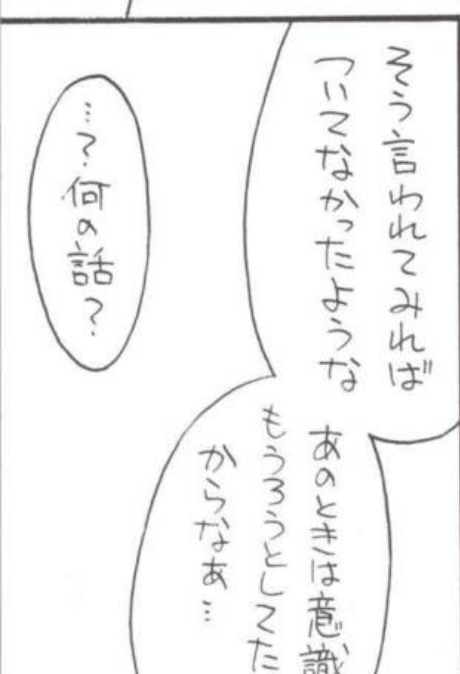 そう言われてみれば
ついてなかったような
あのときは意識
もうろうとしてた
からなぁ…
…?何の話?